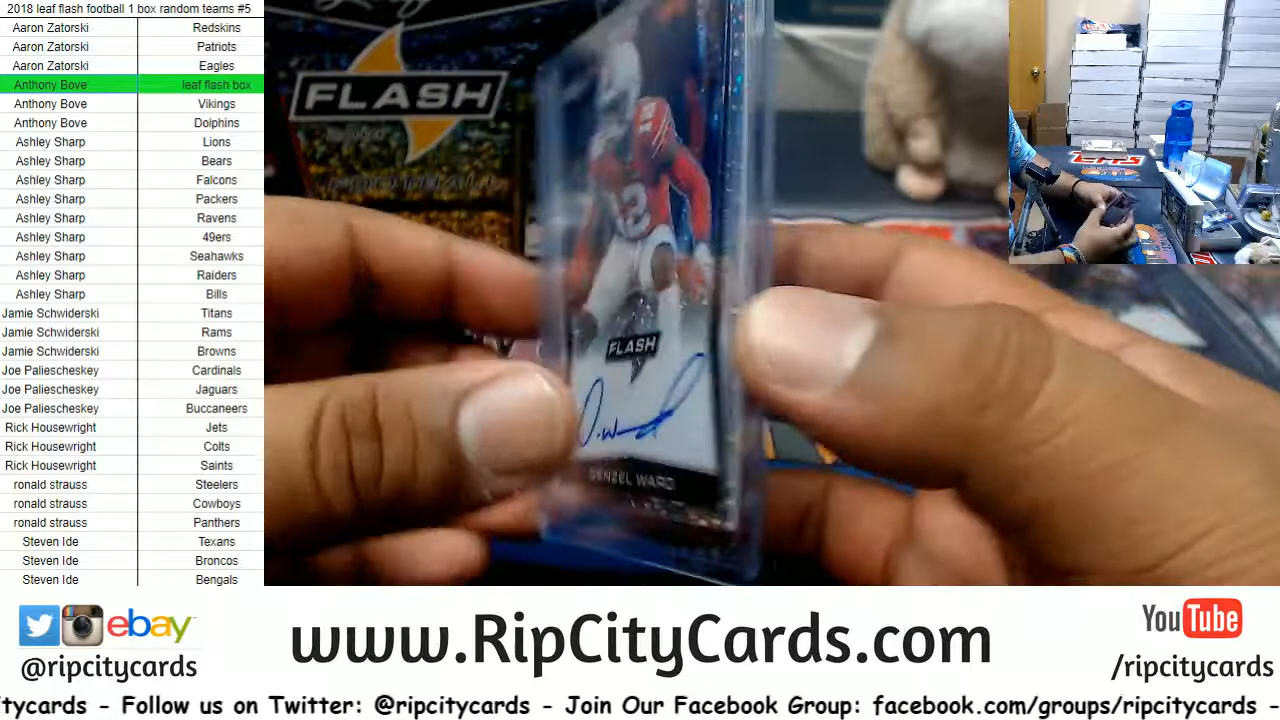 2018 leaf flash football 1 box random teams #5
Aaron Zatorski Redskins
Aaron Zatorski Patriots
Aaron Zatorski Eagles
Anthony Bove leaf flash box
Anthony Bove Vikings
Anthony Bove Dolphins
Ashley Sharp Lions
Ashley Sharp Bears
Ashley Sharp Falcons
Ashley Sharp Packers
Ashley Sharp Ravens
Ashley Sharp 49ers
Ashley Sharp Seahawks
Ashley Sharp Raiders
Ashley Sharp Bills
Jamie Schwiderski Titans
Jamie Schwiderski Rams
Jamie Schwiderski Browns
Joe Paliescheskey Cardinals
Joe Paliescheskey Jaguars
Joe Paliescheskey Buccaneers
Rick Housewright Jets
Rick Housewright Colts
Rick Housewright Saints
ronald strauss Steelers
ronald strauss Cowboys
ronald strauss Panthers
Steven Ide Texans
Steven Ide Broncos
Steven Ide Bengals
FLASH
12
FLASH
D. Ward
DENZEL WARD
ebay
@ripcitycards
www.RipCityCards.com
YouTube
/ripcitycards
itycards - Follow us on Twitter: @ripcitycards - Join Our Facebook Group: facebook.com/groups/ripcitycards -